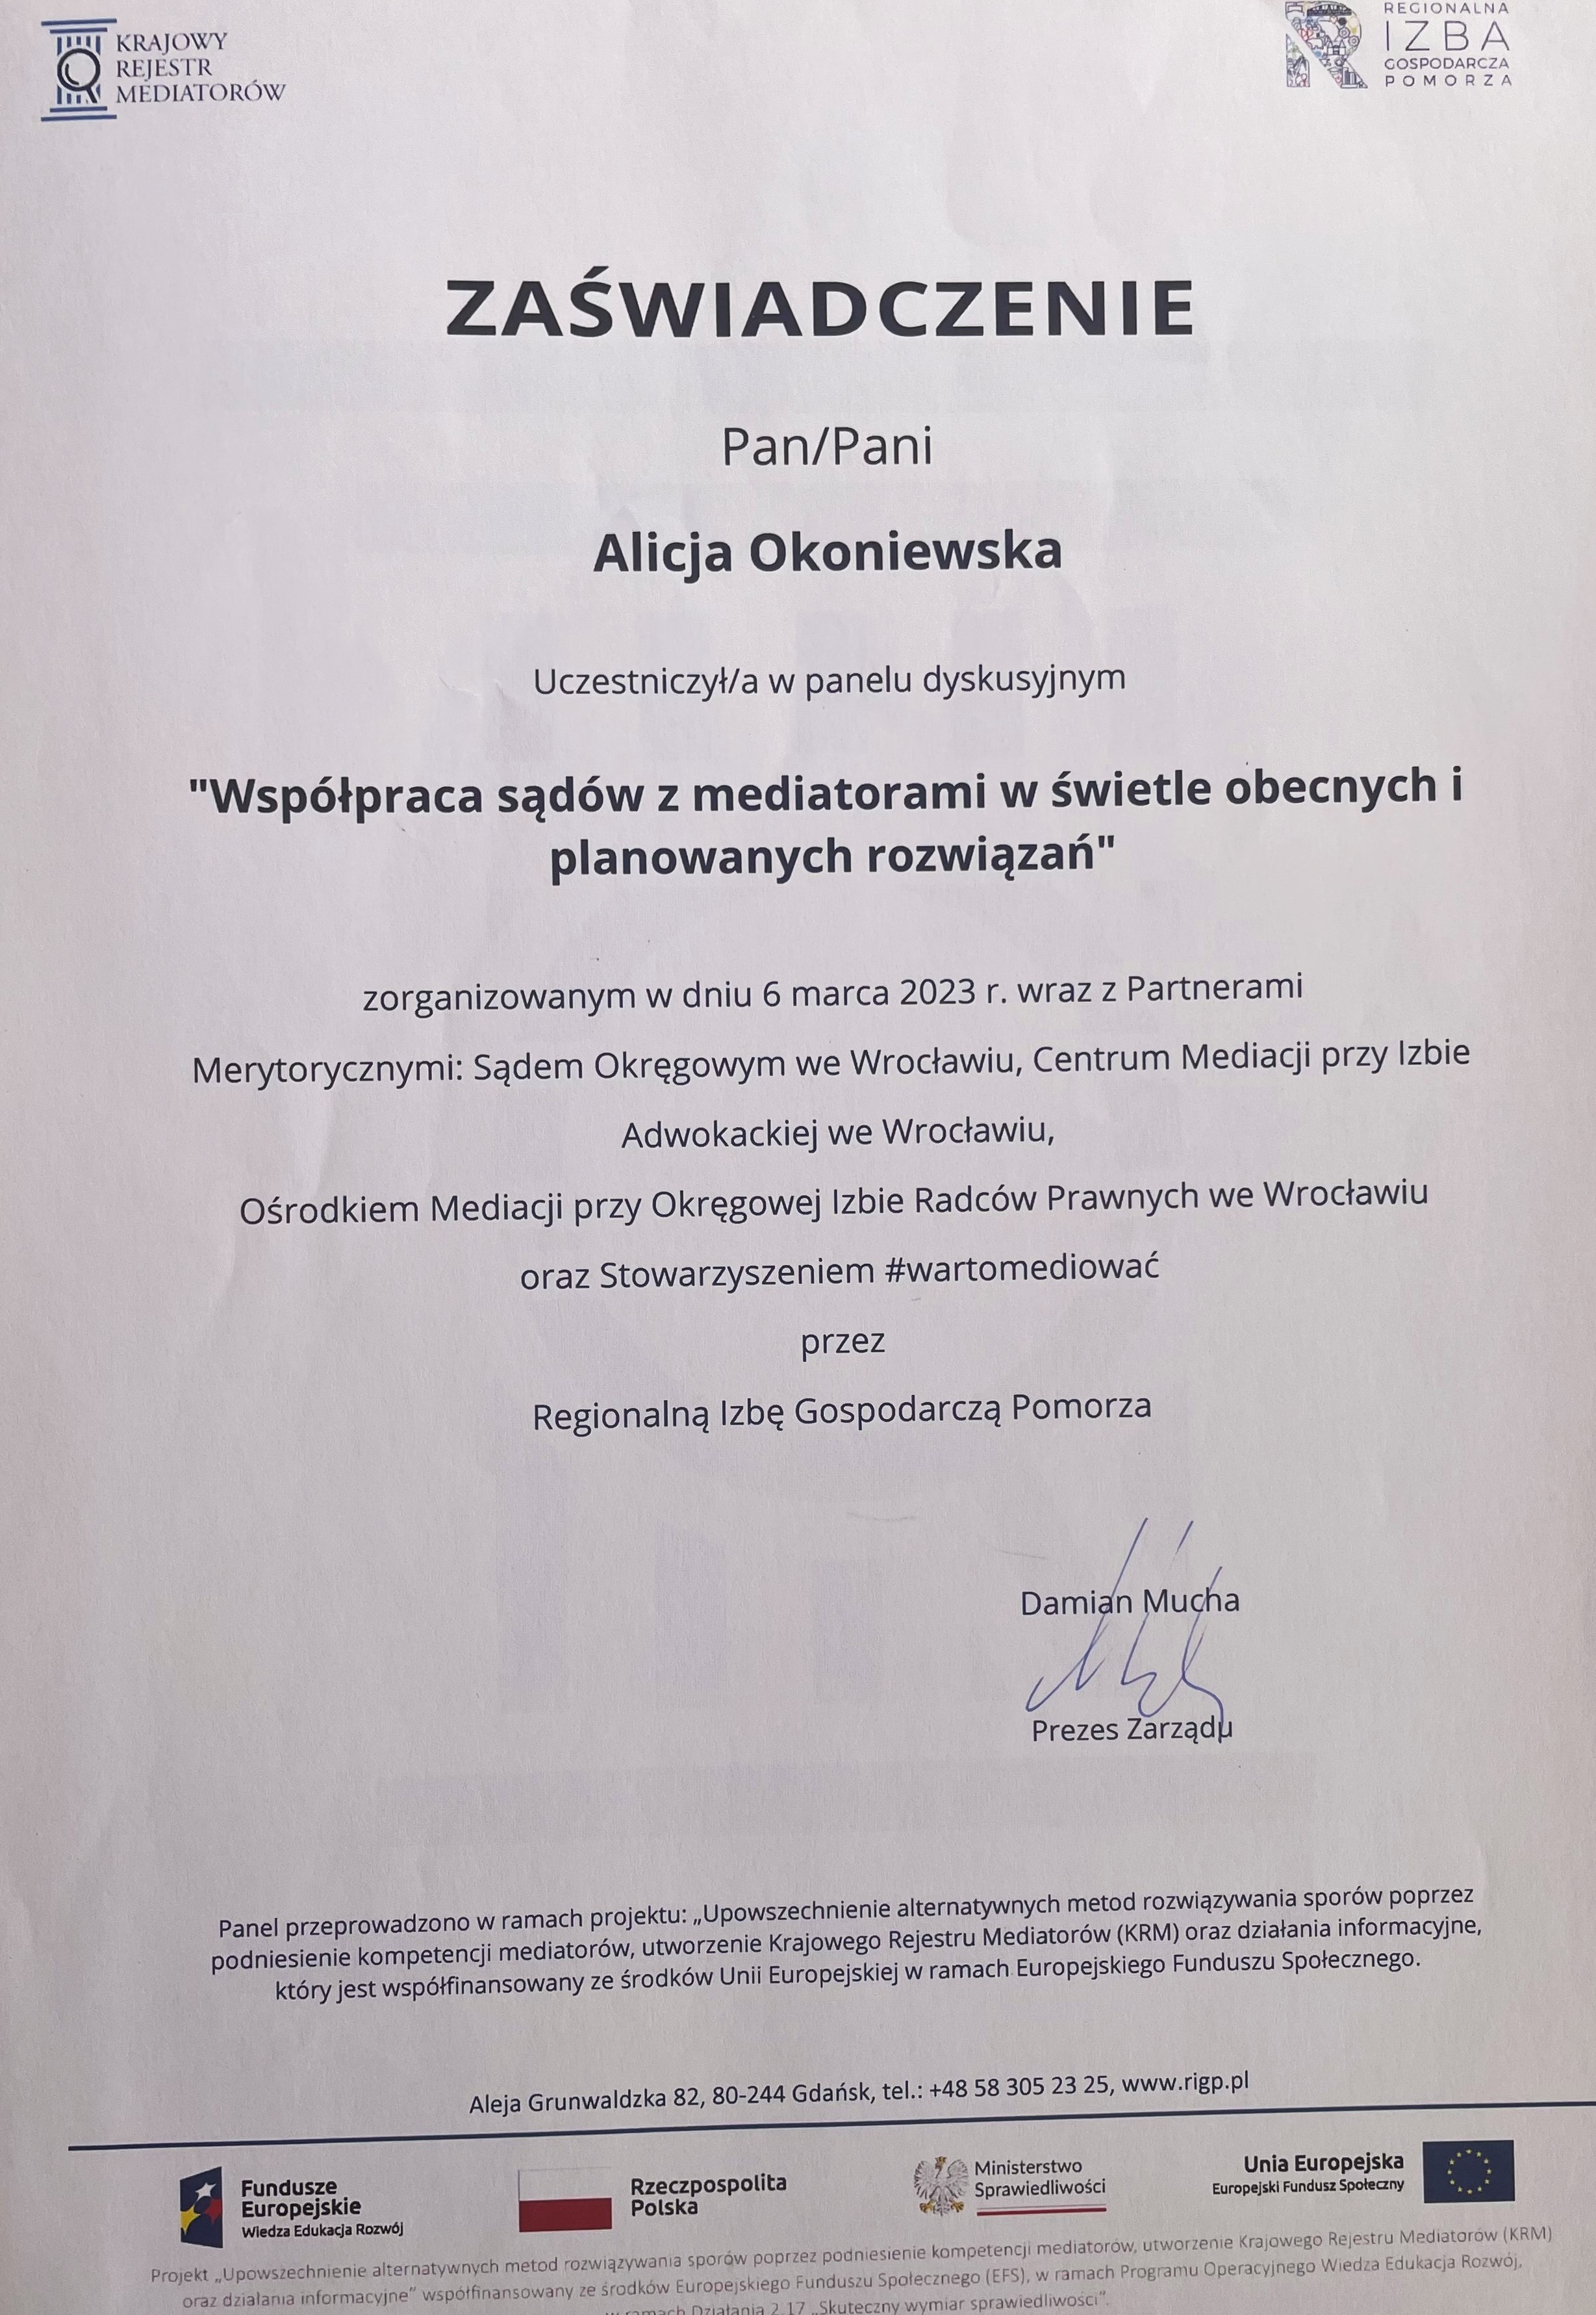 KRAJOWY
REJESTR
MEDIATORÓW
REGIONALNA
IZBA
GOSPODARCZA
POMORZA
ZAŚWIADCZENIE
Pan/Pani
Alicja Okoniewska
Uczestniczył/a w panelu dyskusyjnym
"Współpraca sądów z mediatorami w świetle obecnych i
planowanych rozwiązań"
zorganizowanym w dniu 6 marca 2023 r. wraz z Partnerami
Merytorycznymi: Sądem Okręgowym we Wrocławiu, Centrum Mediacji przy Izbie
Adwokackiej we Wrocławiu,
Ośrodkiem Mediacji przy Okręgowej Izbie Radców Prawnych we Wrocławiu
oraz Stowarzyszeniem #wartomediować
przez
Regionalną Izbę Gospodarczą Pomorza
Damian Mucha
Prezes Zarządu
Panel przeprowadzono w ramach projektu: „Upowszechnienie alternatywnych metod rozwiązywania sporów poprzez
podniesienie kompetencji mediatorów, utworzenie Krajowego Rejestru Mediatorów (KRM) oraz działania informacyjne,
który jest współfinansowany ze środków Unii Europejskiej w ramach Europejskiego Funduszu Społecznego.
Aleja Grunwaldzka 82, 80-244 Gdańsk, tel.: +48 58 305 23 25, www.rigp.pl
Fundusze
Europejskie
Wiedza Edukacja Rozwój
Rzeczpospolita
Polska
Ministerstwo
Sprawiedliwości
Unia Europejska
Europejski Fundusz Społeczny
Projekt „Upowszechnienie alternatywnych metod rozwiązywania sporów poprzez podniesienie kompetencji mediatorów, utworzenie Krajowego Rejestru Mediatorów (KRM)
oraz działania informacyjne" współfinansowany ze środków Europejskiego Funduszu Społecznego (EFS), w ramach Programu Operacyjnego Wiedza Edukacja Rozwój,
w ramach Działania 2.17 „Skuteczny wymiar sprawiedliwości".